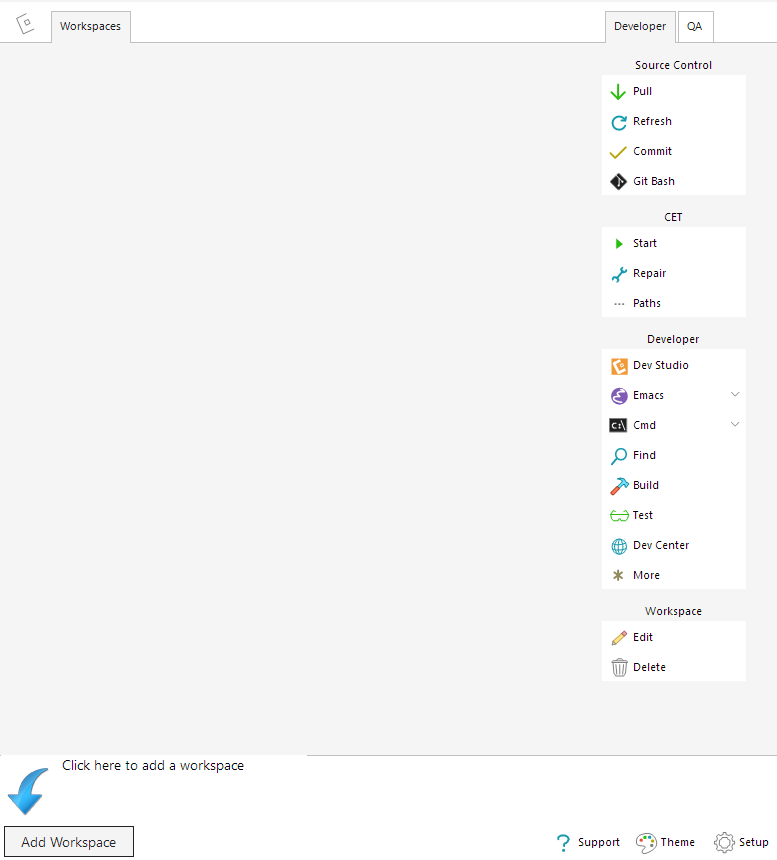 Workspaces
Developer
QA
Source Control
Pull
Refresh
Commit
Git Bash
CET
Start
Repair
Paths
Developer
Dev Studio
Emacs
C:\ Cmd
Find
Build
Test
Dev Center
More
Workspace
Edit
Delete
Click here to add a workspace
Add Workspace
Support
Theme
Setup